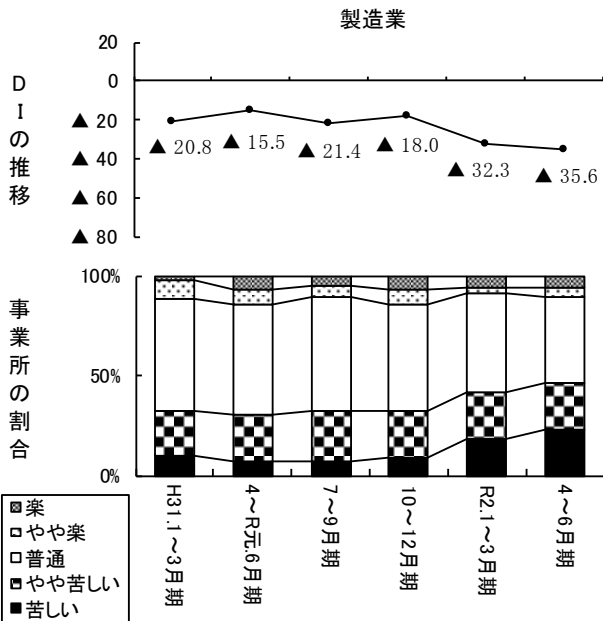 製造業
DIの推移
20
0
▲ 20
▲ 40
▲ 60
▲ 80
▲ 20.8
▲ 15.5
▲ 21.4
▲ 18.0
▲ 32.3
▲ 35.6
事業所の割合
100%
50%
0%
H31.1～3月期
4～R元.6月期
7～9月期
10～12月期
R2.1～3月期
4～6月期
楽
やや楽
普通
やや苦しい
苦しい